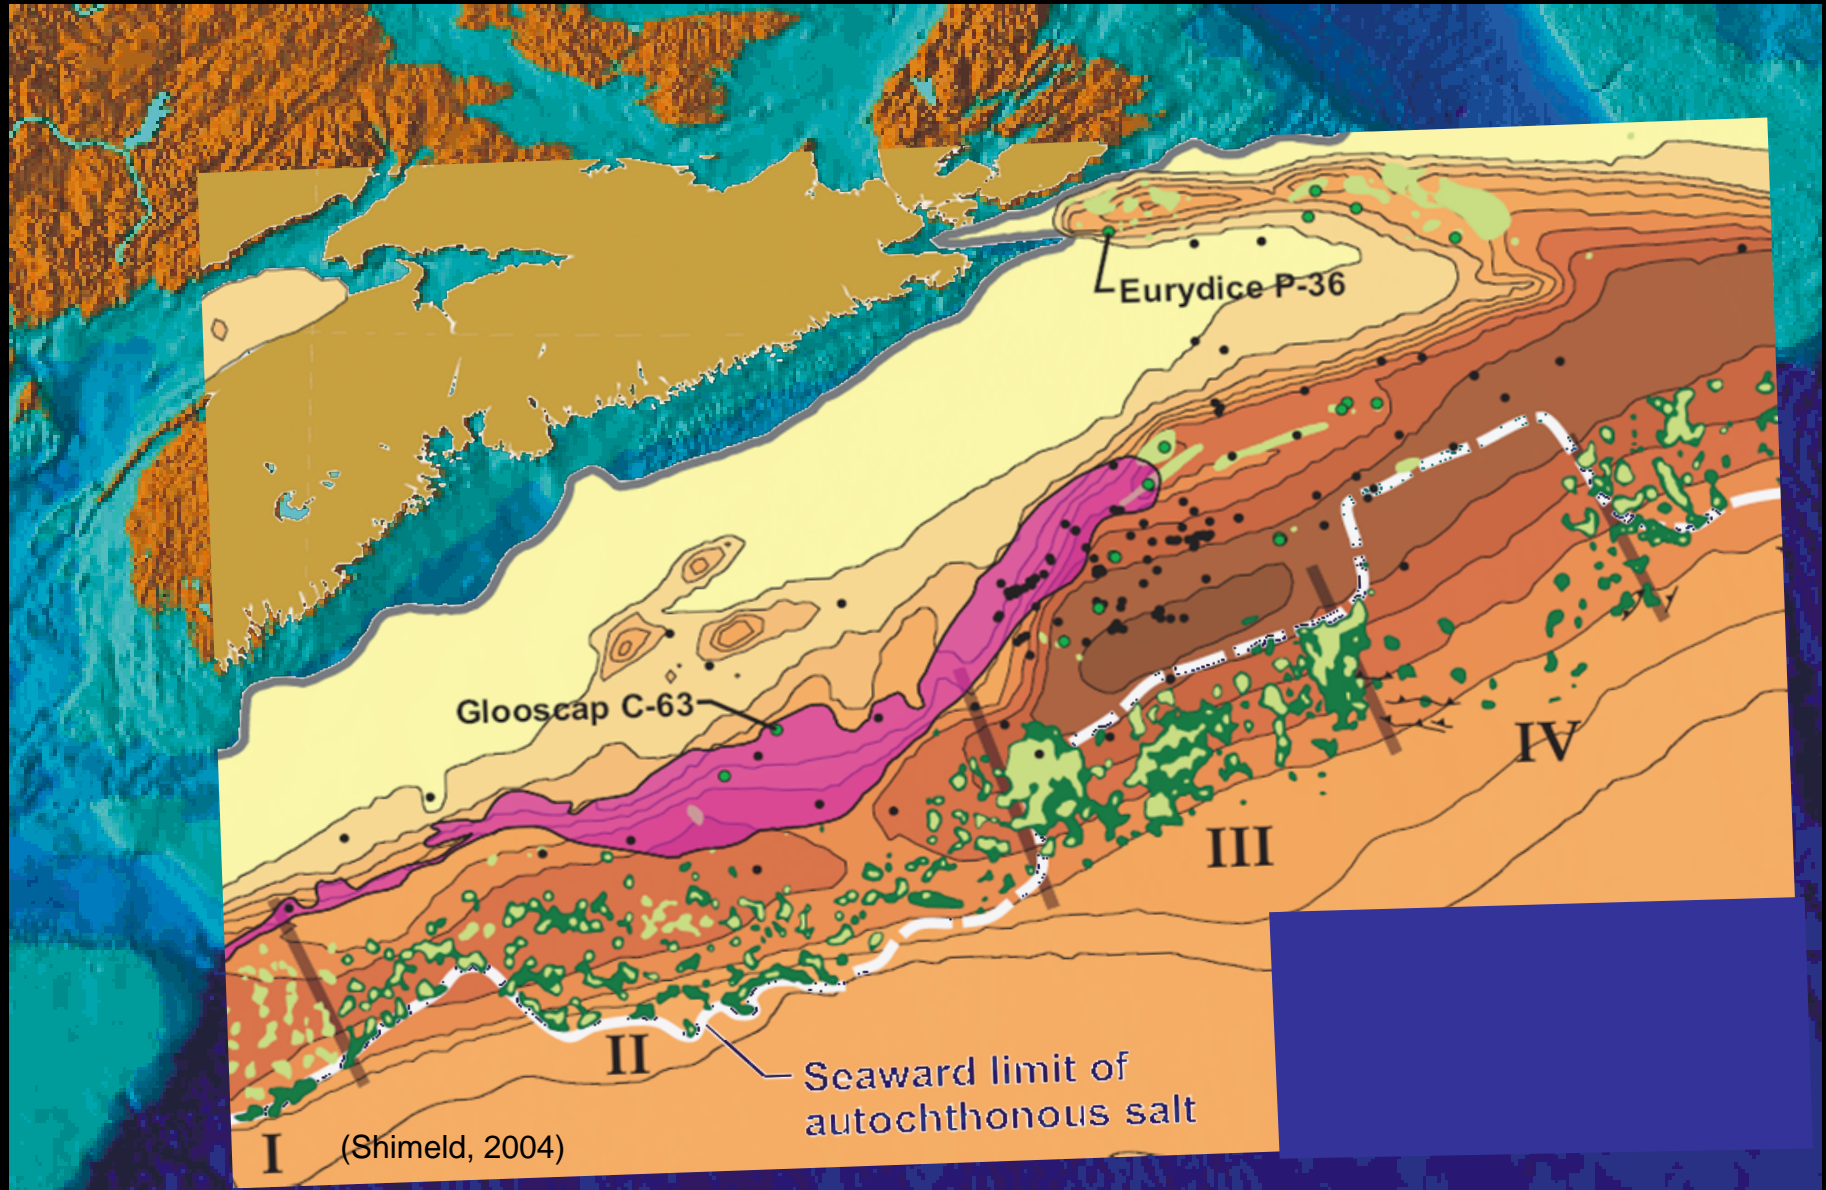 Eurydice P-36
Glooscap C-63
IV
III
II
Seaward limit of
autochthonous salt
I
(Shimeld, 2004)